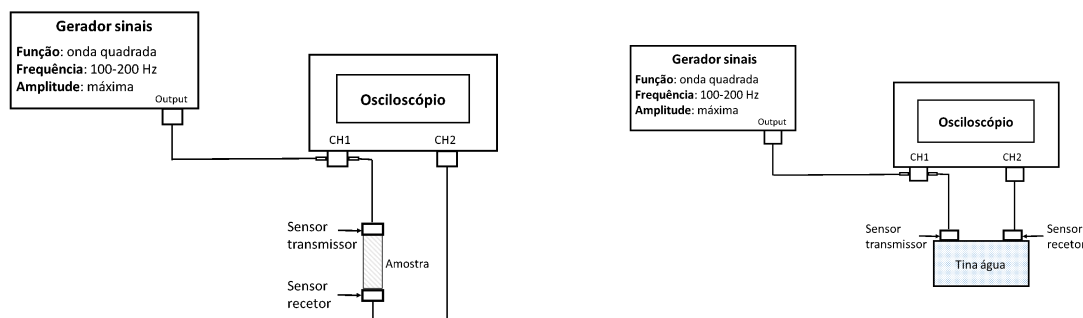 Gerador sinais
Função: onda quadrada
Frequência: 100-200 Hz
Amplitude: máxima
Output
Osciloscópio
CH1
CH2
Sensor
transmissor
Amostra
Sensor
recetor
Gerador sinais
Função: onda quadrada
Frequência: 100-200 Hz
Amplitude: máxima
Output
Osciloscópio
CH1
CH2
Sensor
transmissor
Sensor
recetor
Tina água